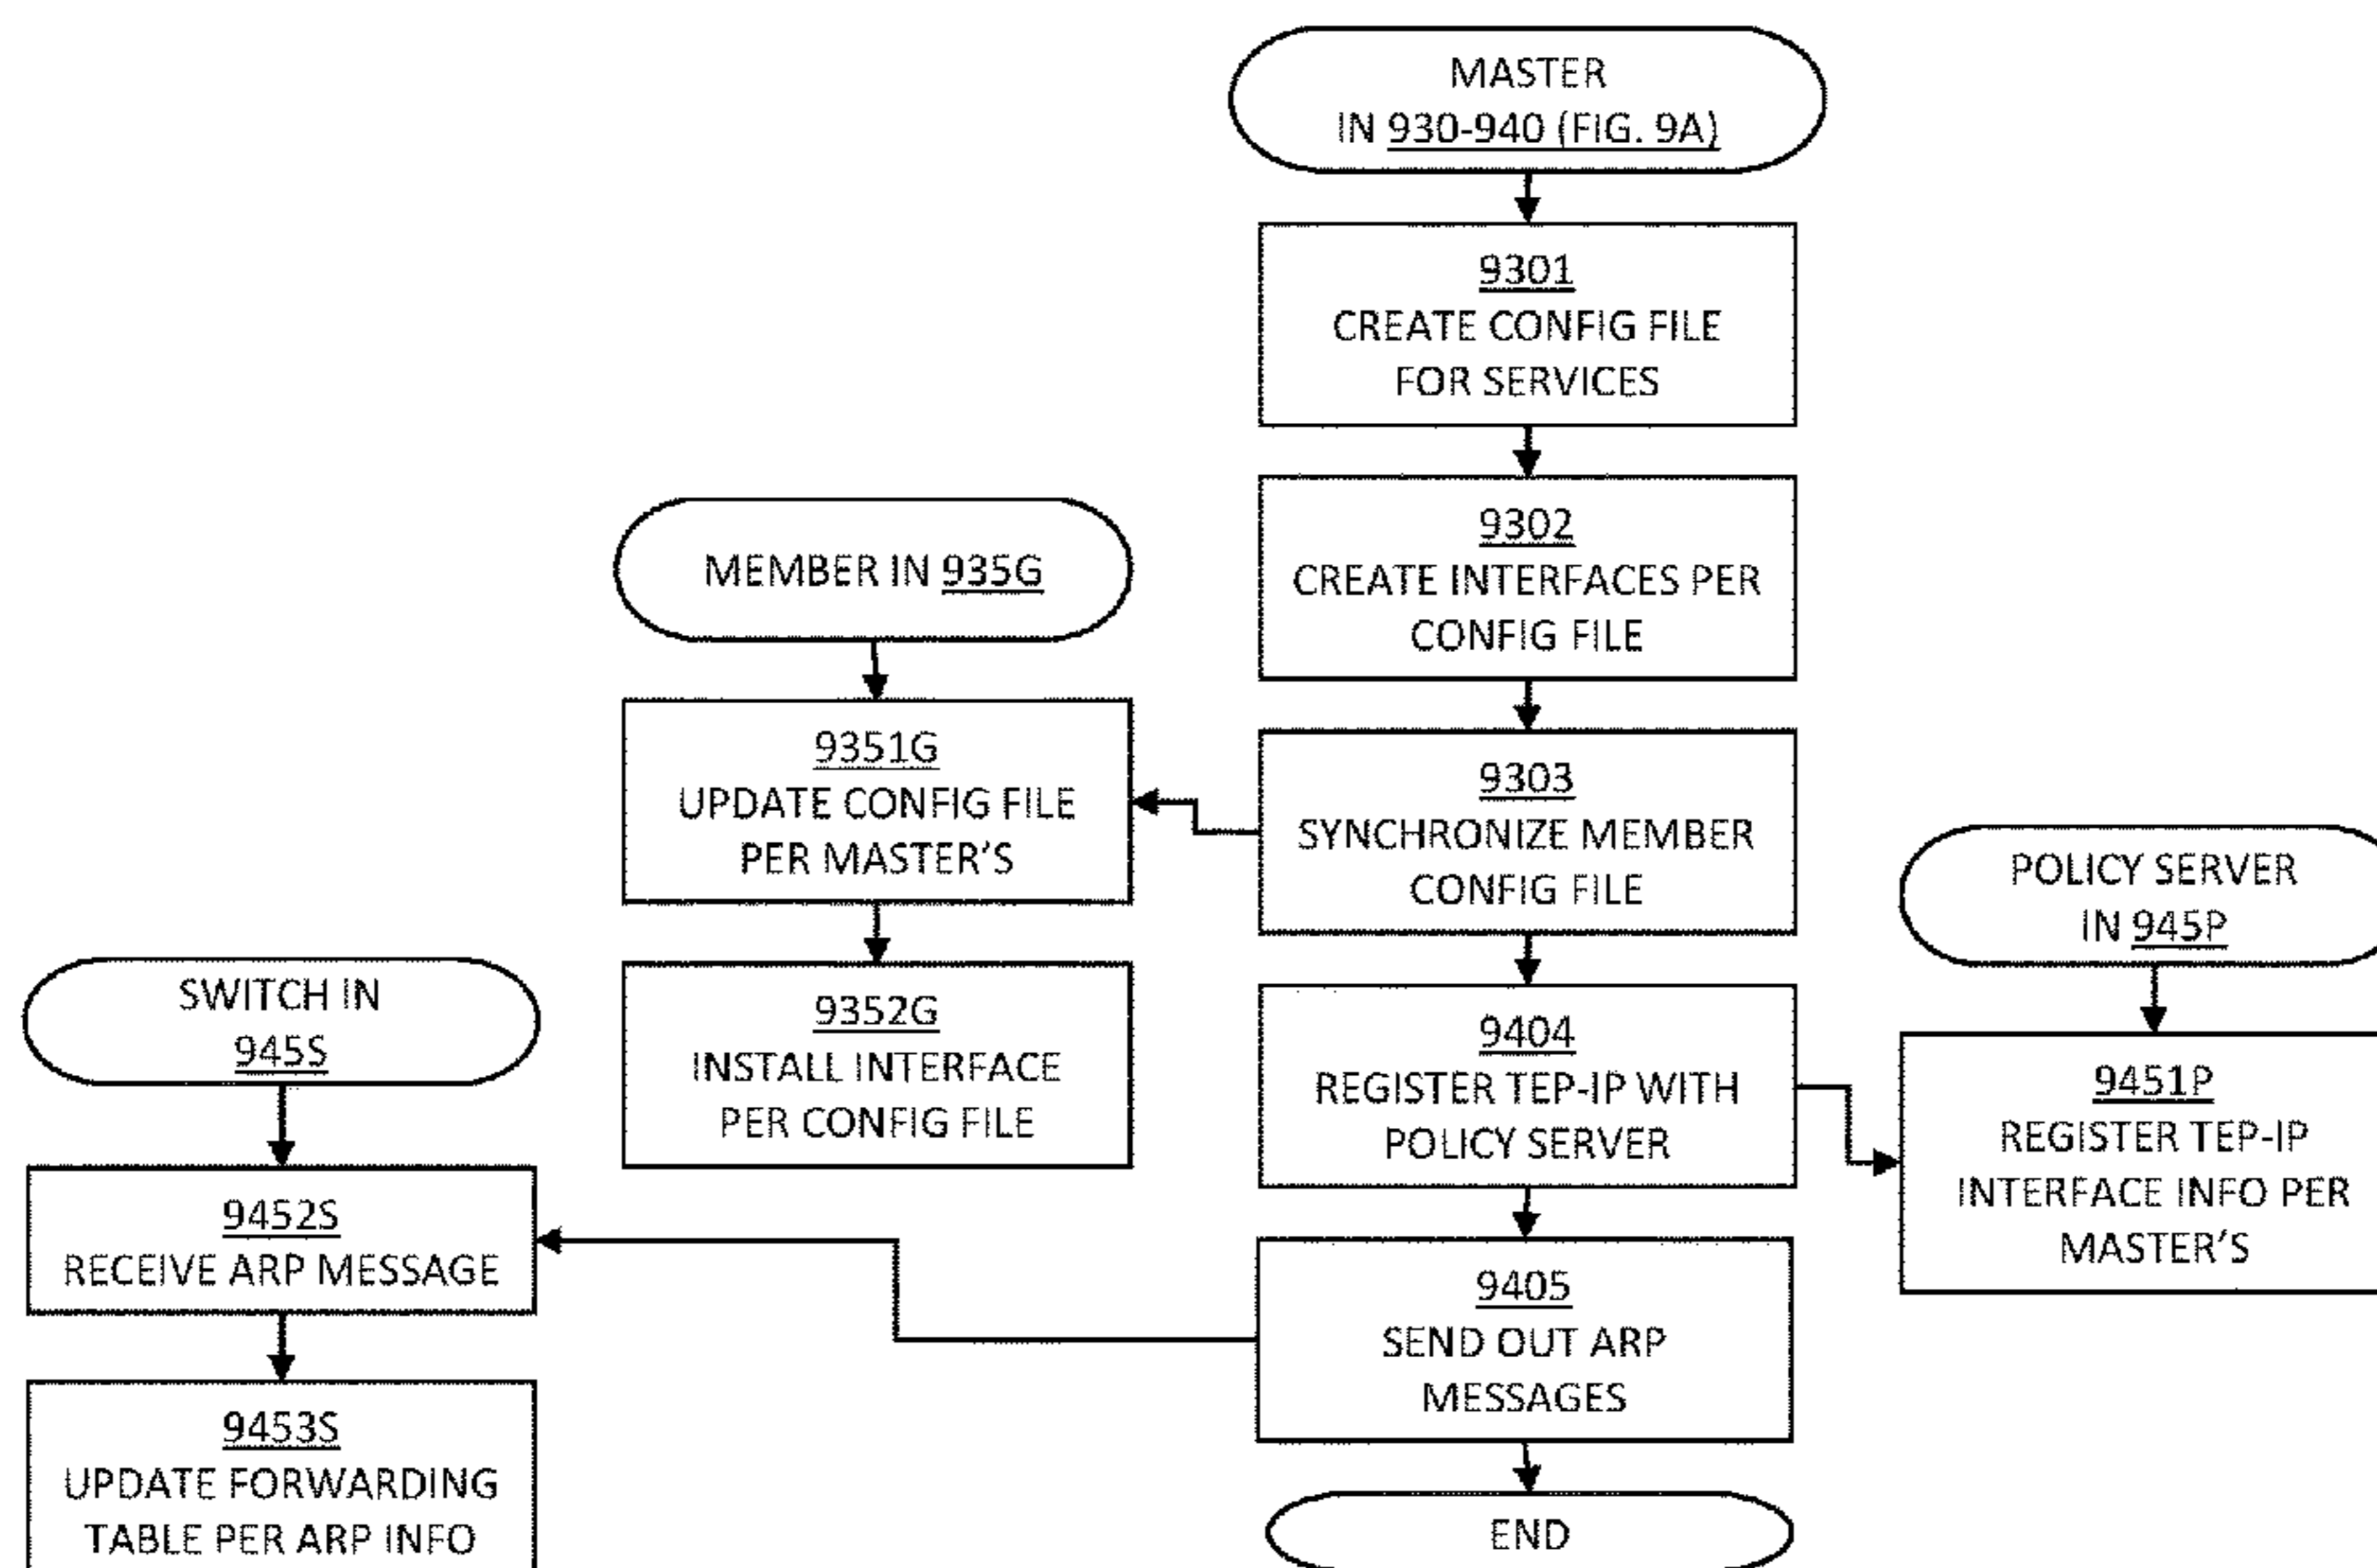 MASTER
IN 930-940 (FIG. 9A)
9301
CREATE CONFIG FILE
FOR SERVICES
9302
CREATE INTERFACES PER
CONFIG FILE
9303
SYNCHRONIZE MEMBER
CONFIG FILE
9404
REGISTER TEP-IP WITH
POLICY SERVER
9405
SEND OUT ARP
MESSAGES
END
MEMBER IN 935G
9351G
UPDATE CONFIG FILE
PER MASTER'S
9352G
INSTALL INTERFACE
PER CONFIG FILE
SWITCH IN
945S
9452S
RECEIVE ARP MESSAGE
9453S
UPDATE FORWARDING
TABLE PER ARP INFO
POLICY SERVER
IN 945P
9451P
REGISTER TEP-IP
INTERFACE INFO PER
MASTER'S